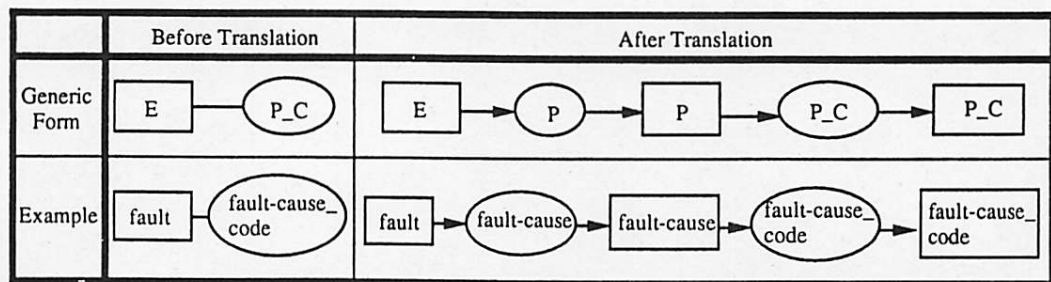 Before Translation After Translation
Generic Form E P_C E P P P_C P_C
Example fault fault-cause_ code fault fault-cause fault-cause fault-cause_ code fault-cause_ code